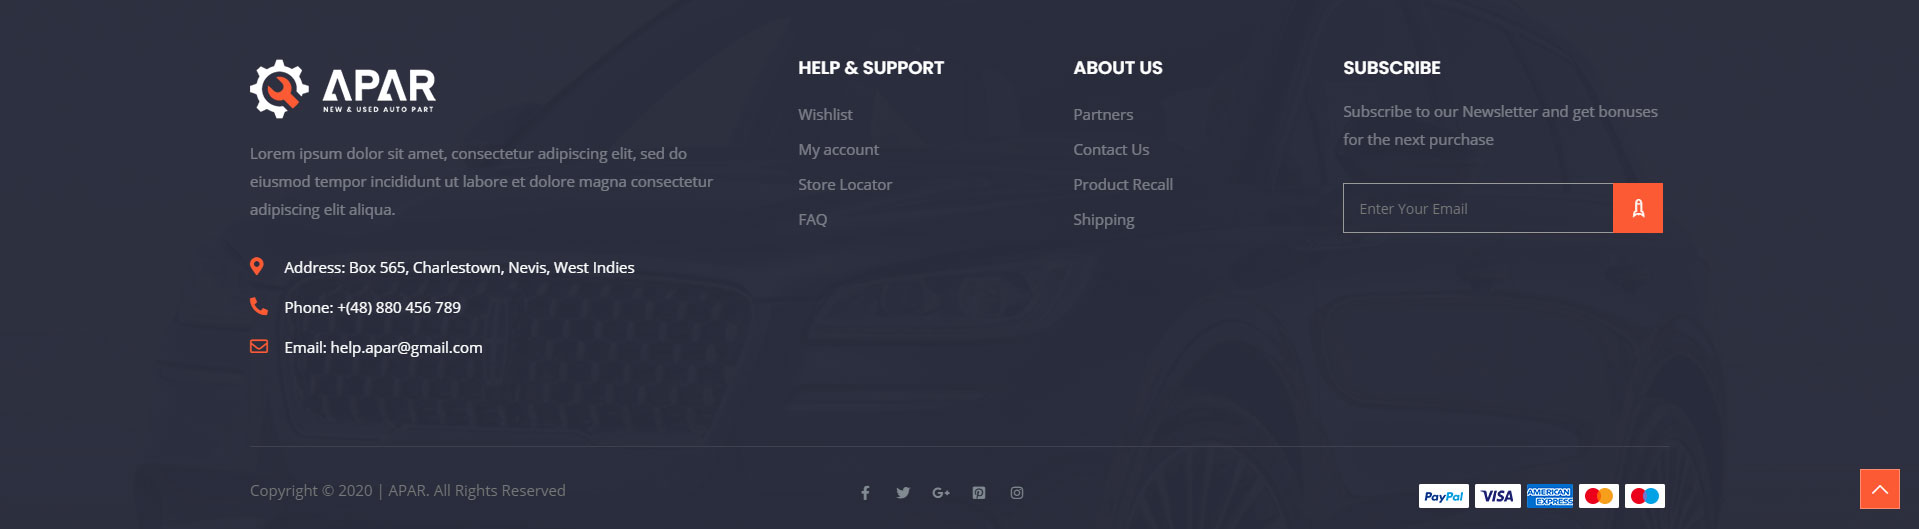 APAR
NEW & USED AUTO PART
Lorem ipsum dolor sit amet, consectetur adipiscing elit, sed do
eiusmod tempor incididunt ut labore et dolore magna consectetur
adipiscing elit aliqua.
Address: Box 565, Charlestown, Nevis, West Indies
Phone: +(48) 880 456 789
Email: help.apar@gmail.com
HELP & SUPPORT
Wishlist
My account
Store Locator
FAQ
ABOUT US
Partners
Contact Us
Product Recall
Shipping
SUBSCRIBE
Subscribe to our Newsletter and get bonuses
for the next purchase
Enter Your Email
Copyright © 2020 | APAR. All Rights Reserved
G+
PayPal
VISA
AMERICAN
EXPRESS